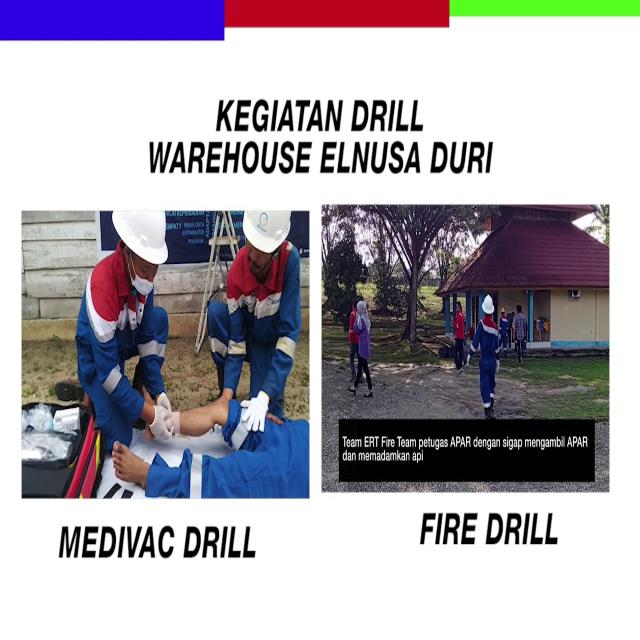 KEGIATAN DRILL
WAREHOUSE ELNUSA DURI
EMPATY
Team ERT Fire Team petugas APAR dengan sigap mengambil APAR
dan memadamkan api
MEDIVAC DRILL
FIRE DRILL